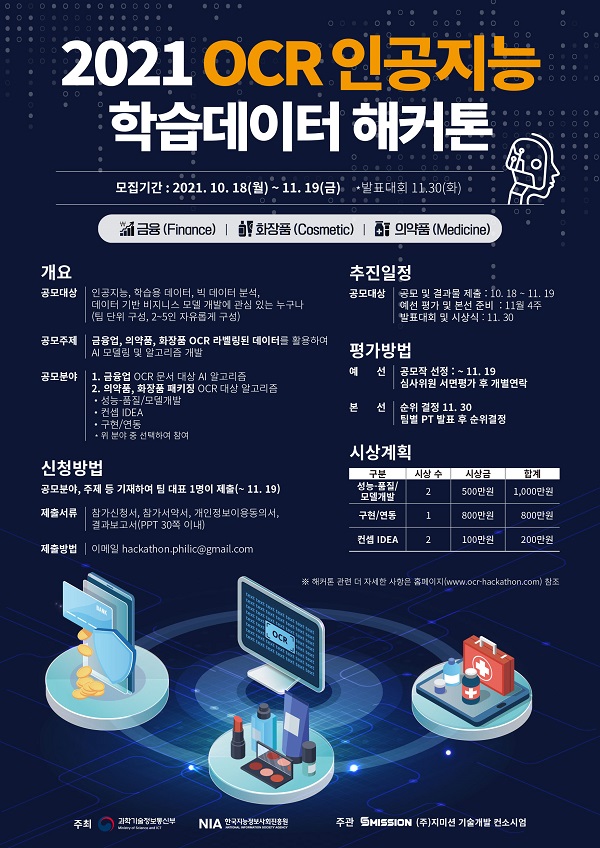 2021 OCR 인공지능
학습데이터 해커톤
모집기간 : 2021. 10. 18(월) ~ 11. 19(금) *발표대회 11.30(화)
금융 (Finance) | 화장품 (Cosmetic) | 의약품 (Medicine)
개요
공모대상 인공지능, 학습용 데이터, 빅 데이터 분석,
데이터 기반 비지니스 모델 개발에 관심 있는 누구나
(팀 단위 구성, 2~5인 자유롭게 구성)
공모주제 금융업, 의약품, 화장품 OCR 라벨링된 데이터를 활용하여
AI 모델링 및 알고리즘 개발
공모분야 1. 금융업 OCR 문서 대상 AI 알고리즘
2. 의약품, 화장품 패키징 OCR 대상 알고리즘
• 성능-품질/모델개발
• 컨셉 IDEA
• 구현/연동
• 위 분야 중 선택하여 참여
신청방법
공모분야, 주제 등 기재하여 팀 대표 1명이 제출(~ 11. 19)
제출서류 참가신청서, 참가서약서, 개인정보이용동의서,
결과보고서(PPT 30쪽 이내)
제출방법 이메일 hackathon.philic@gmail.com
추진일정
공모대상 공모 및 결과물 제출 : 10. 18 ~ 11. 19
예선 평가 및 본선 준비 : 11월 4주
발표대회 및 시상식 : 11. 30
평가방법
예 선 공모작 선정 : ~ 11. 19
심사위원 서면평가 후 개별연락
본 선 순위 결정 11. 30
팀별 PT 발표 후 순위결정
시상계획
구분 시상 수 시상금 합계
성능-품질/
모델개발 2 500만원 1,000만원
구현/연동 1 800만원 800만원
컨셉 IDEA 2 100만원 200만원
※ 해커톤 관련 더 자세한 사항은 홈페이지(www.ocr-hackathon.com) 참조
BANK
OCR
주최 과학기술정보통신부
Ministry of Science and ICT
NIA 한국지능정보사회진흥원
NATIONAL INFORMATION SOCIETY AGENCY
주관 SMISSION (주)지미션 기술개발 컨소시엄